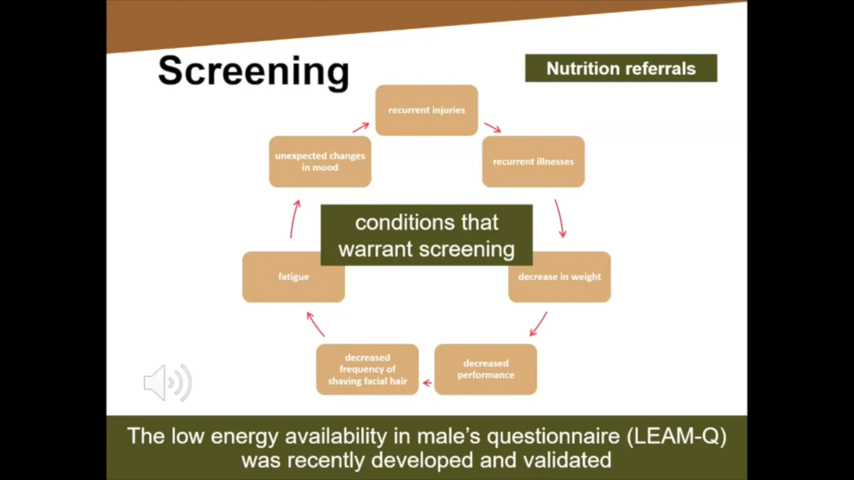 Screening
Nutrition referrals
recurrent injuries
recurrent illnesses
decrease in weight
decreased
performance
decreased
frequency of
shaving facial hair
fatigue
unexpected changes
in mood
conditions that
warrant screening
The low energy availability in male’s questionnaire (LEAM-Q)
was recently developed and validated